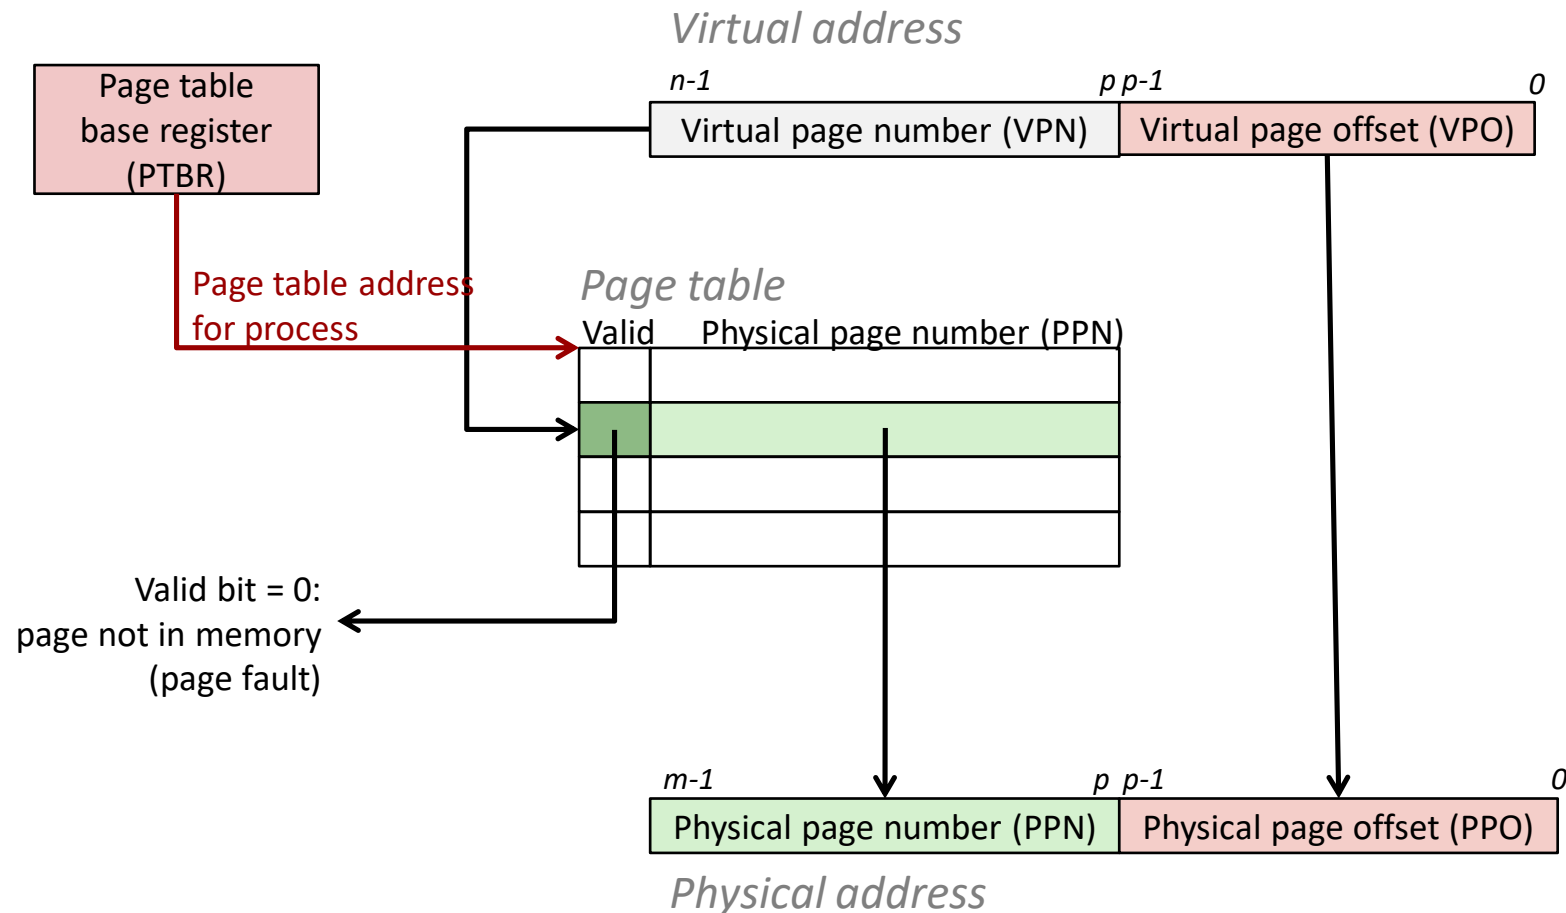 Virtual address
Page table
base register
(PTBR)
n-1
p p-1
0
Virtual page number (VPN)
Virtual page offset (VPO)
Page table address
for process
Page table
Valid
Physical page number (PPN)
Valid bit = 0:
page not in memory
(page fault)
m-1
p p-1
0
Physical page number (PPN)
Physical page offset (PPO)
Physical address